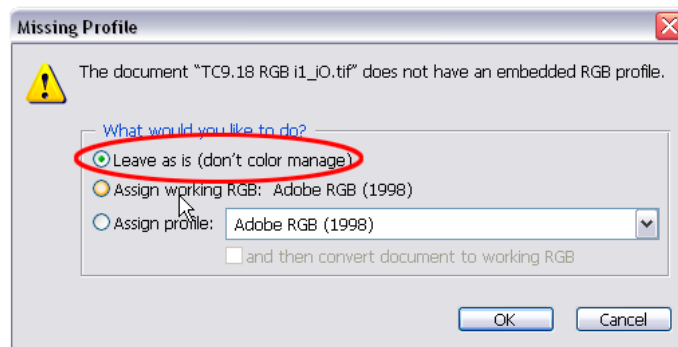 Missing Profile
The document "TC9.18 RGB i1_iO.tif" does not have an embedded RGB profile.
What would you like to do?
Leave as is (don't color manage)
Assign working RGB: Adobe RGB (1998)
Assign profile: Adobe RGB (1998)
and then convert document to working RGB
OK Cancel